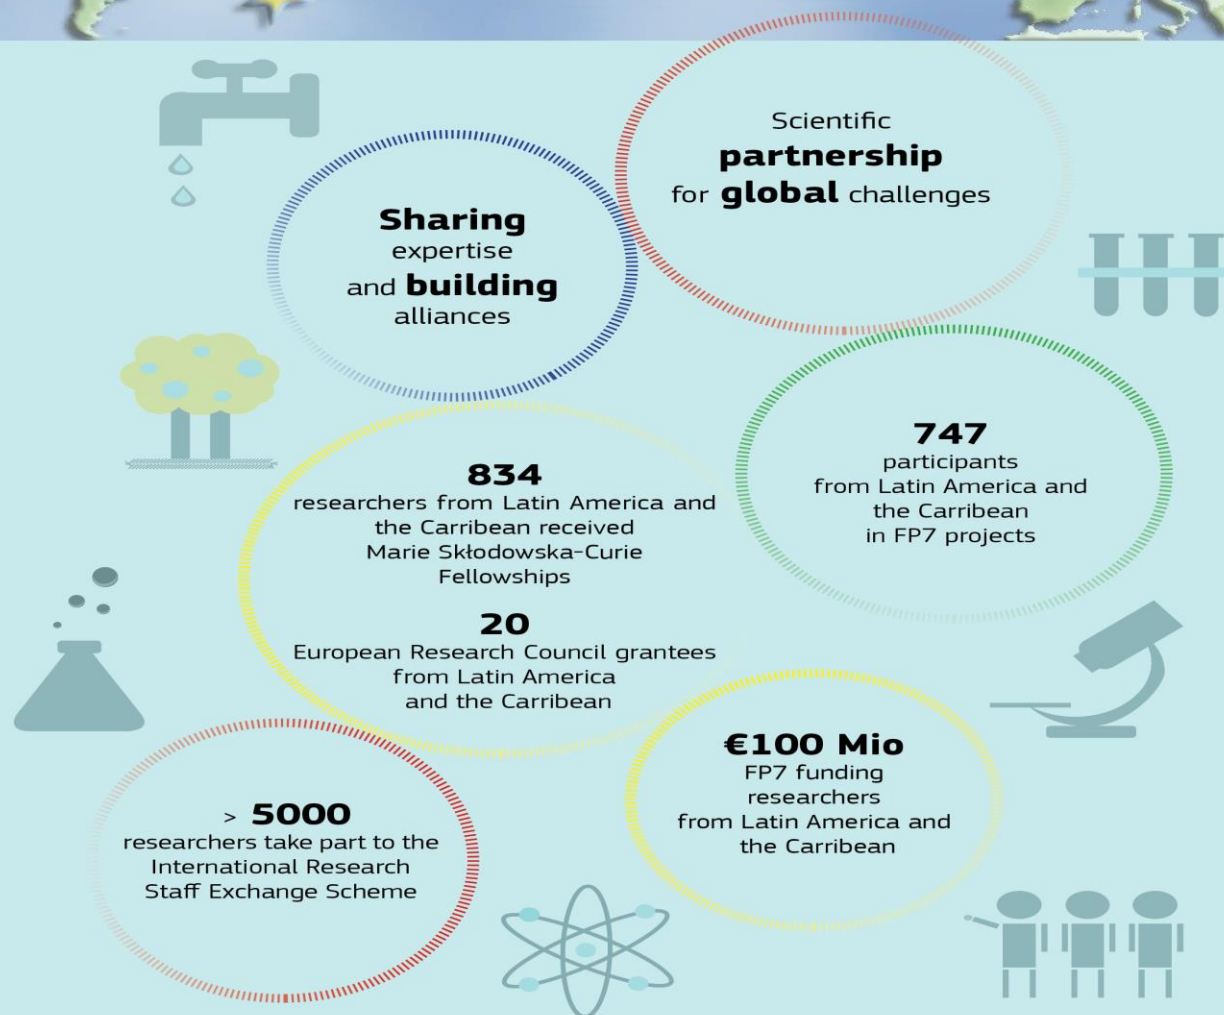 Scientific
partnership
for global challenges
Sharing
expertise
and building
alliances
747
participants
from Latin America and
the Carribean
in FP7 projects
834
researchers from Latin America and
the Carribean received
Marie Skłodowska-Curie
Fellowships
20
European Research Council grantees
from Latin America
and the Carribean
€100 Mio
FP7 funding
researchers
from Latin America and
the Carribean
> 5000
researchers take part to the
International Research
Staff Exchange Scheme